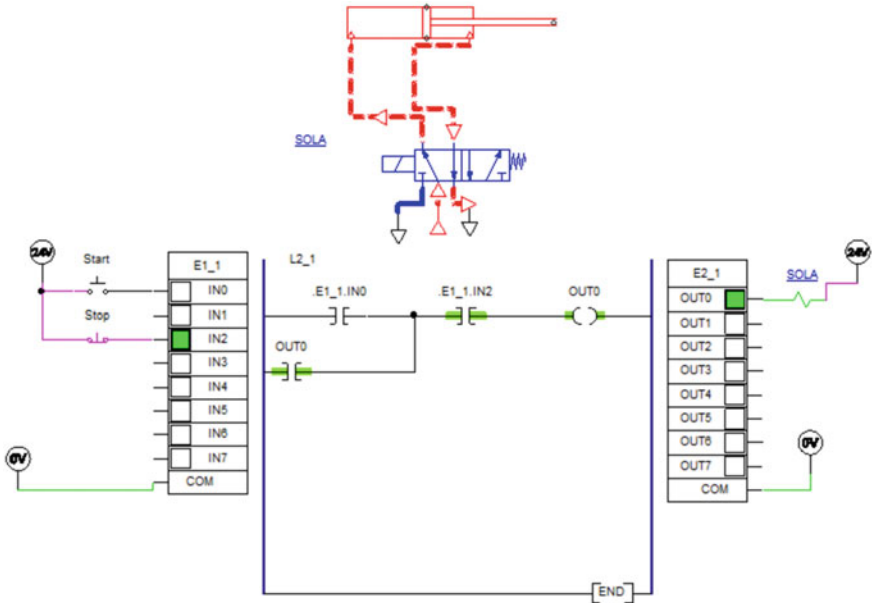 SOLA
24V
Start
Stop
0V
E1_1
IN0
IN1
IN2
IN3
IN4
IN5
IN6
IN7
COM
L2_1
.E1_1.IN0
.E1_1.IN2
OUT0
OUT0
END
E2_1
OUT0
OUT1
OUT2
OUT3
OUT4
OUT5
OUT6
OUT7
COM
SOLA
24V
0V